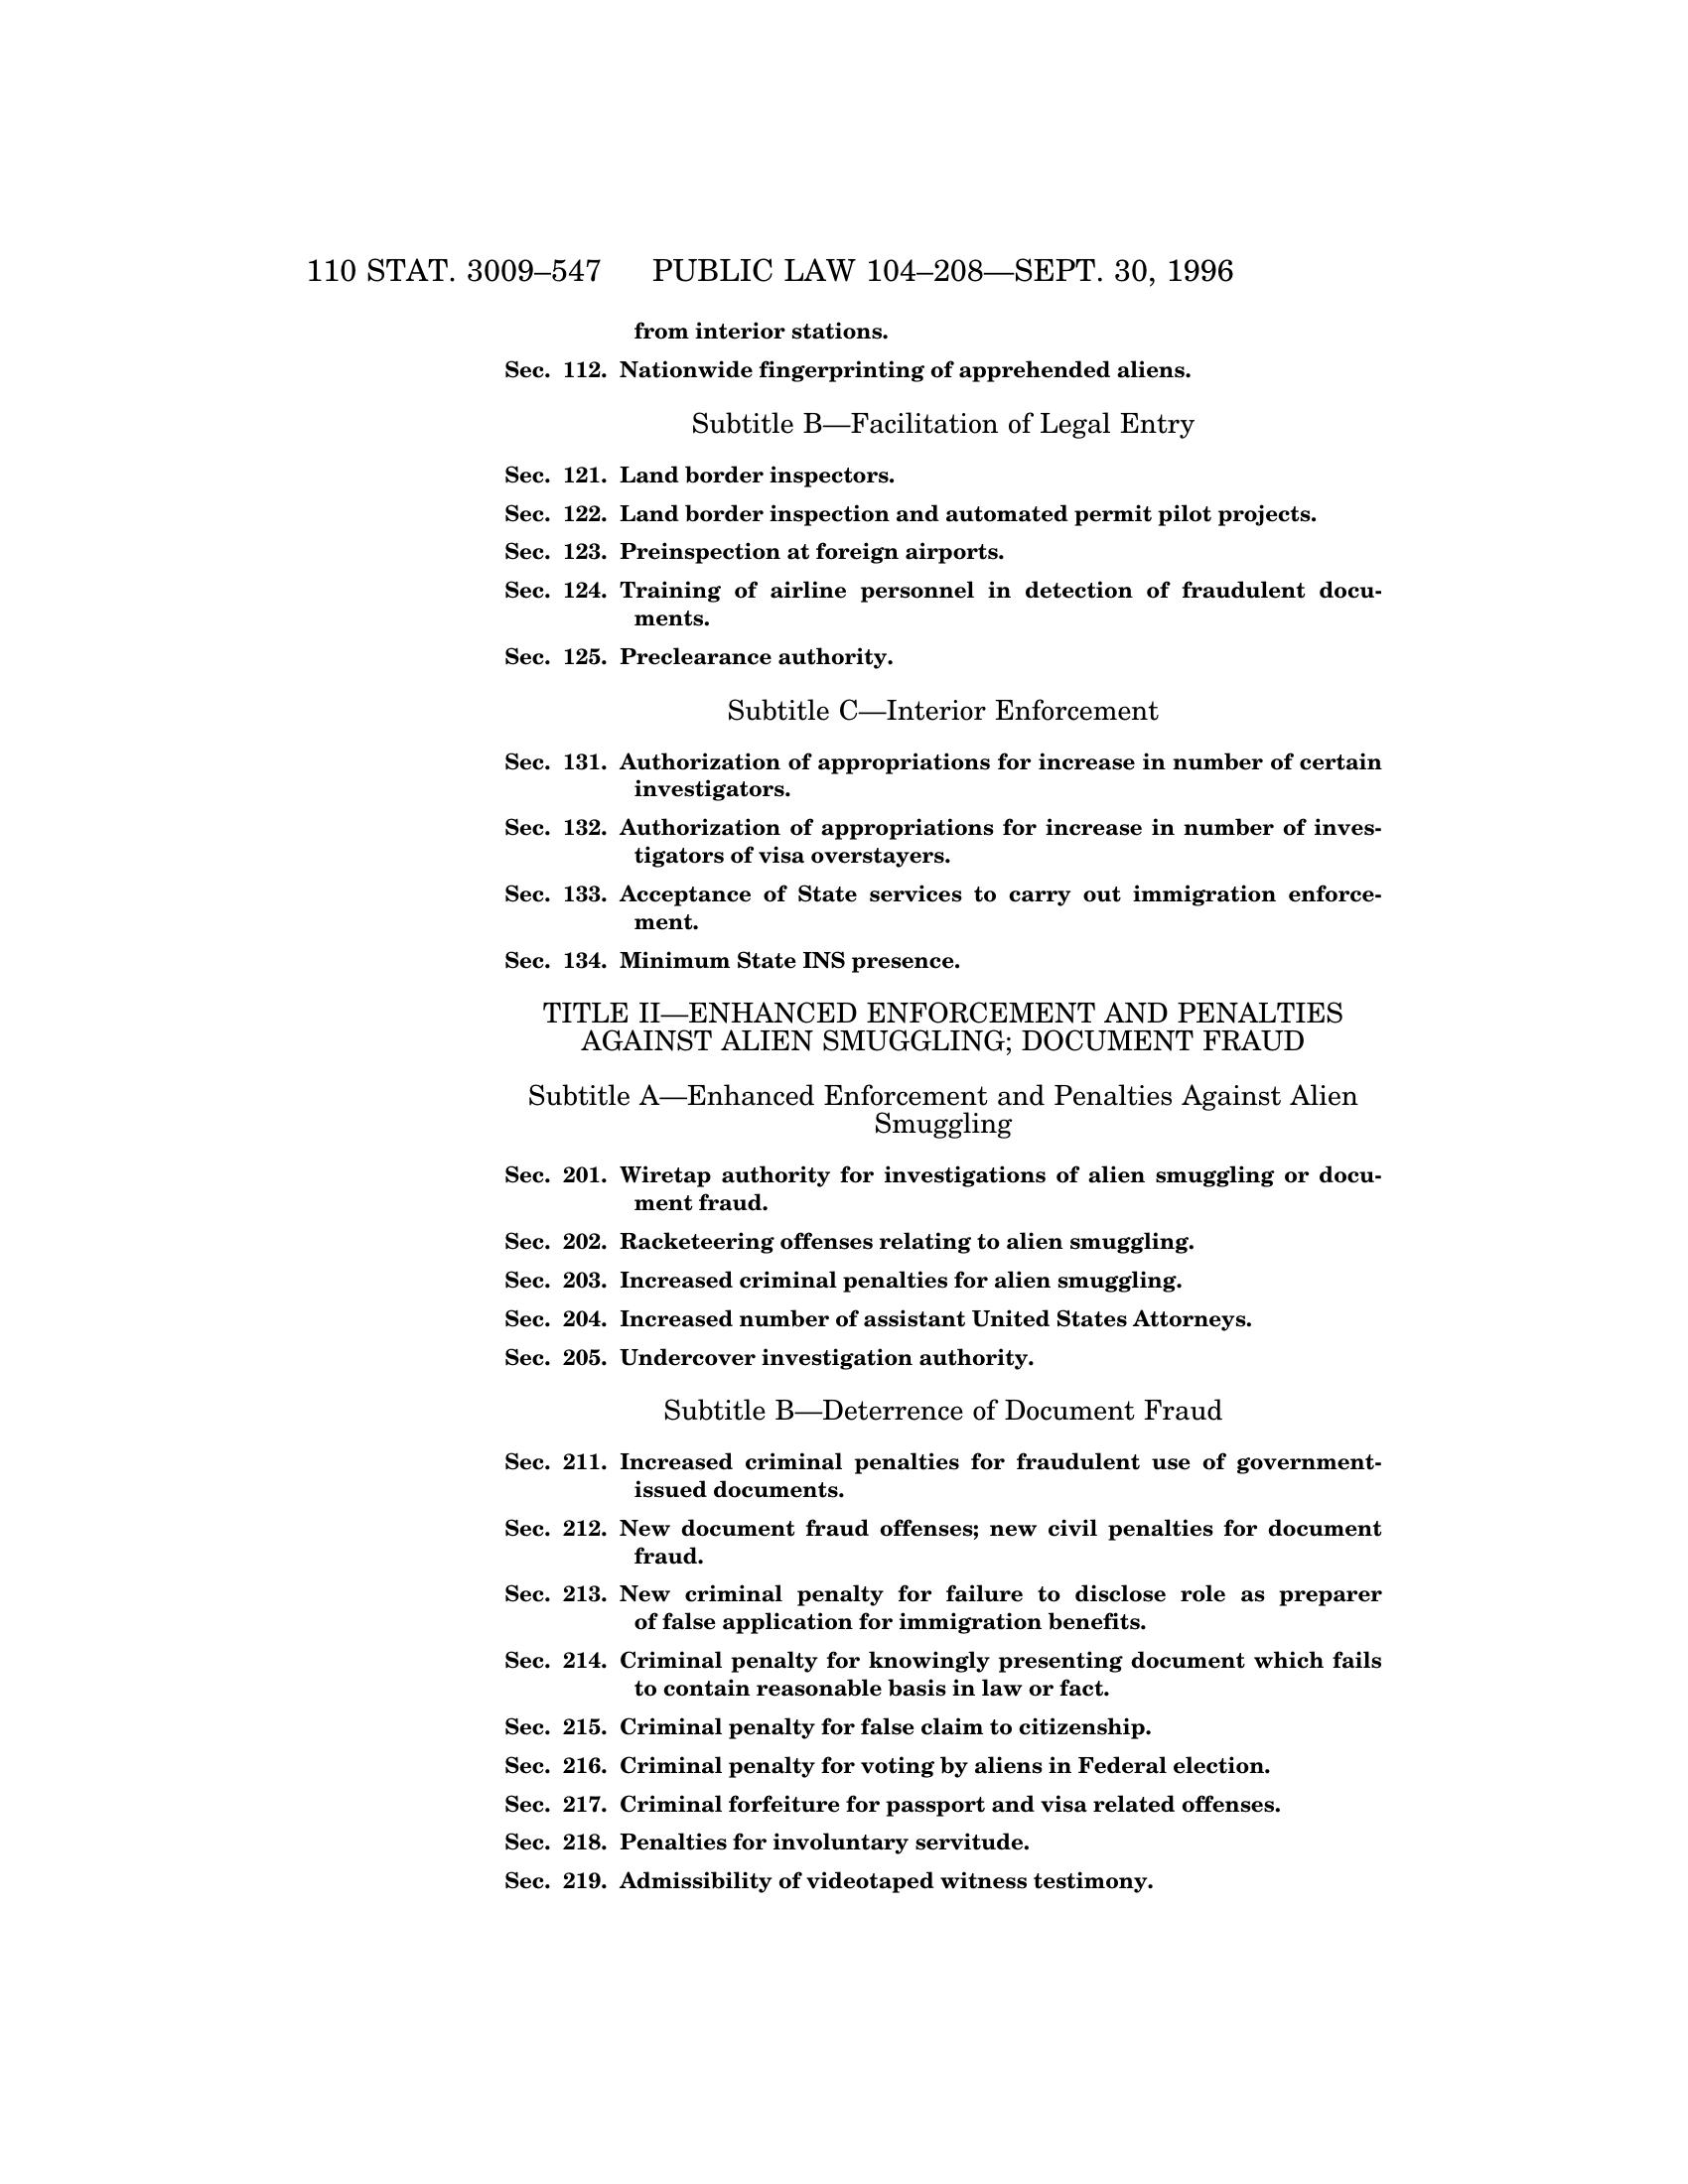 110 STAT. 3009–547 PUBLIC LAW 104–208—SEPT. 30, 1996
from interior stations.
Sec. 112. Nationwide fingerprinting of apprehended aliens.
Subtitle B—Facilitation of Legal Entry
Sec. 121. Land border inspectors.
Sec. 122. Land border inspection and automated permit pilot projects.
Sec. 123. Preinspection at foreign airports.
Sec. 124. Training of airline personnel in detection of fraudulent docu-
ments.
Sec. 125. Preclearance authority.
Subtitle C—Interior Enforcement
Sec. 131. Authorization of appropriations for increase in number of certain
investigators.
Sec. 132. Authorization of appropriations for increase in number of inves-
tigators of visa overstayers.
Sec. 133. Acceptance of State services to carry out immigration enforce-
ment.
Sec. 134. Minimum State INS presence.
TITLE II—ENHANCED ENFORCEMENT AND PENALTIES
AGAINST ALIEN SMUGGLING; DOCUMENT FRAUD
Subtitle A—Enhanced Enforcement and Penalties Against Alien
Smuggling
Sec. 201. Wiretap authority for investigations of alien smuggling or docu-
ment fraud.
Sec. 202. Racketeering offenses relating to alien smuggling.
Sec. 203. Increased criminal penalties for alien smuggling.
Sec. 204. Increased number of assistant United States Attorneys.
Sec. 205. Undercover investigation authority.
Subtitle B—Deterrence of Document Fraud
Sec. 211. Increased criminal penalties for fraudulent use of government-
issued documents.
Sec. 212. New document fraud offenses; new civil penalties for document
fraud.
Sec. 213. New criminal penalty for failure to disclose role as preparer
of false application for immigration benefits.
Sec. 214. Criminal penalty for knowingly presenting document which fails
to contain reasonable basis in law or fact.
Sec. 215. Criminal penalty for false claim to citizenship.
Sec. 216. Criminal penalty for voting by aliens in Federal election.
Sec. 217. Criminal forfeiture for passport and visa related offenses.
Sec. 218. Penalties for involuntary servitude.
Sec. 219. Admissibility of videotaped witness testimony.